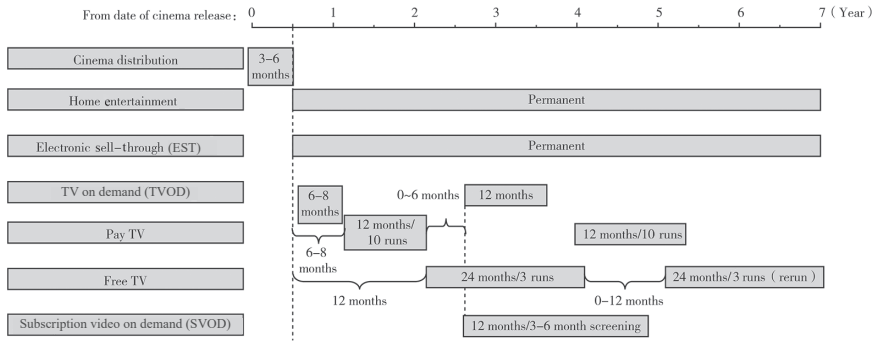 From date of cinema release: 0 1 2 3 4 5 6 7 ( Year )
Cinema distribution
3–6
months
Home entertainment
Permanent
Electronic sell–through (EST)
Permanent
TV on demand (TVOD)
6–8
months
0~6 months
12 months
Pay TV
6–8
months
12 months/
10 runs
12 months/10 runs
Free TV
12 months
24 months/3 runs
0–12 months
24 months/3 runs ( rerun )
Subscription video on demand (SVOD)
12 months/3–6 month screening